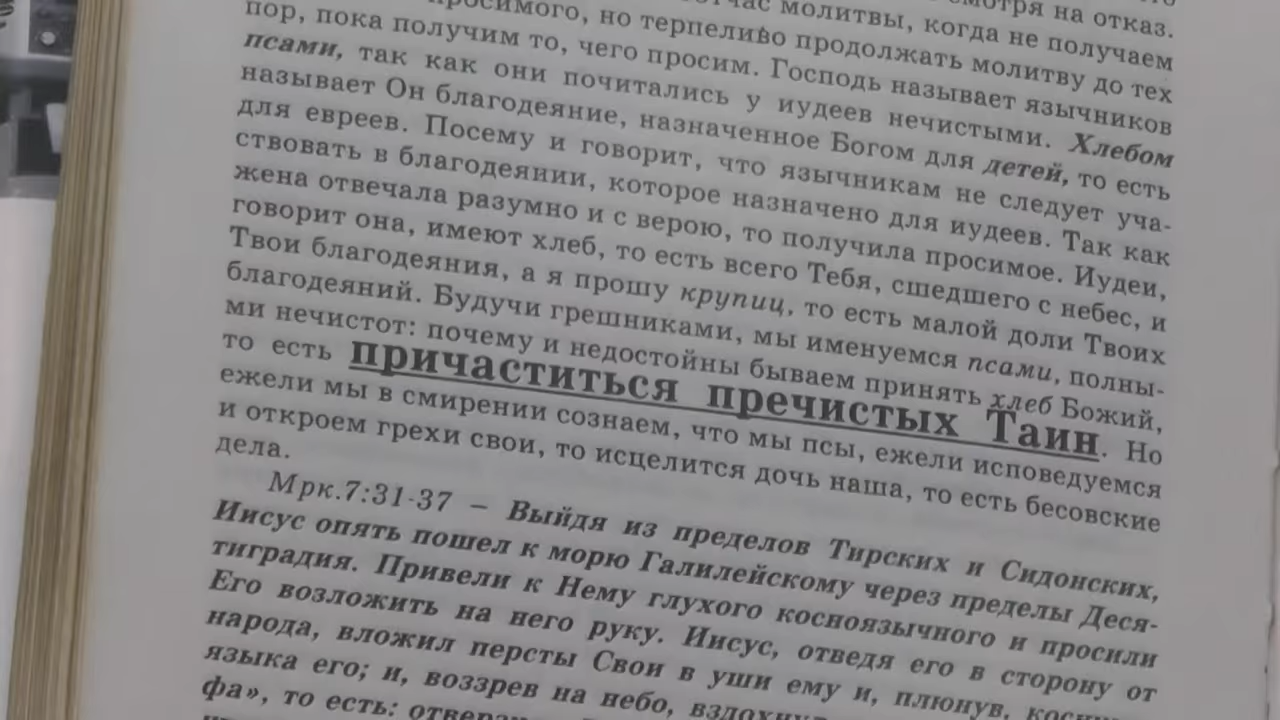 смотря на отказ.
молитвы, когда не получаем
но терпеливо продолжать молитву до тех
пор, пока получим то, чего просим. Господь называет язычников
псами, так как они почитались у иудеев нечистыми. Хлебом
называет Он благодеяние, назначенное Богом для детей, то есть
для евреев. Посему и говорит, что язычникам не следует уча-
ствовать в благодеянии, которое назначено для иудеев. Так как
жена отвечала разумно и с верою, то получила просимое. Иудеи,
говорит она, имеют хлеб, то есть всего Тебя, сшедшего с небес, и
Твои благодеяния, а я прошу крупиц, то есть малой доли Твоих
благодеяний. Будучи грешниками, мы именуемся псами, полны-
ми нечистот: почему и недостойны бываем принять хлеб Божий,
то есть причаститься пречистых Таин. Но
ежели мы в смирении сознаем, что мы псы, ежели исповедуемся
и откроем грехи свои, то исцелится дочь наша, то есть бесовские
дела.
Мрк.7:31-37 – Выйдя из пределов Тирских и Сидонских,
Иисус опять пошел к морю Галилейскому через пределы Деся-
тиградия. Привели к Нему глухого косноязычного и просили
Его возложить на него руку. Иисус, отведя его в сторону от
народа, вложил персты Свои в уши ему и, плюнув,
языка его; и, воззрев на небо,
фа», то есть: